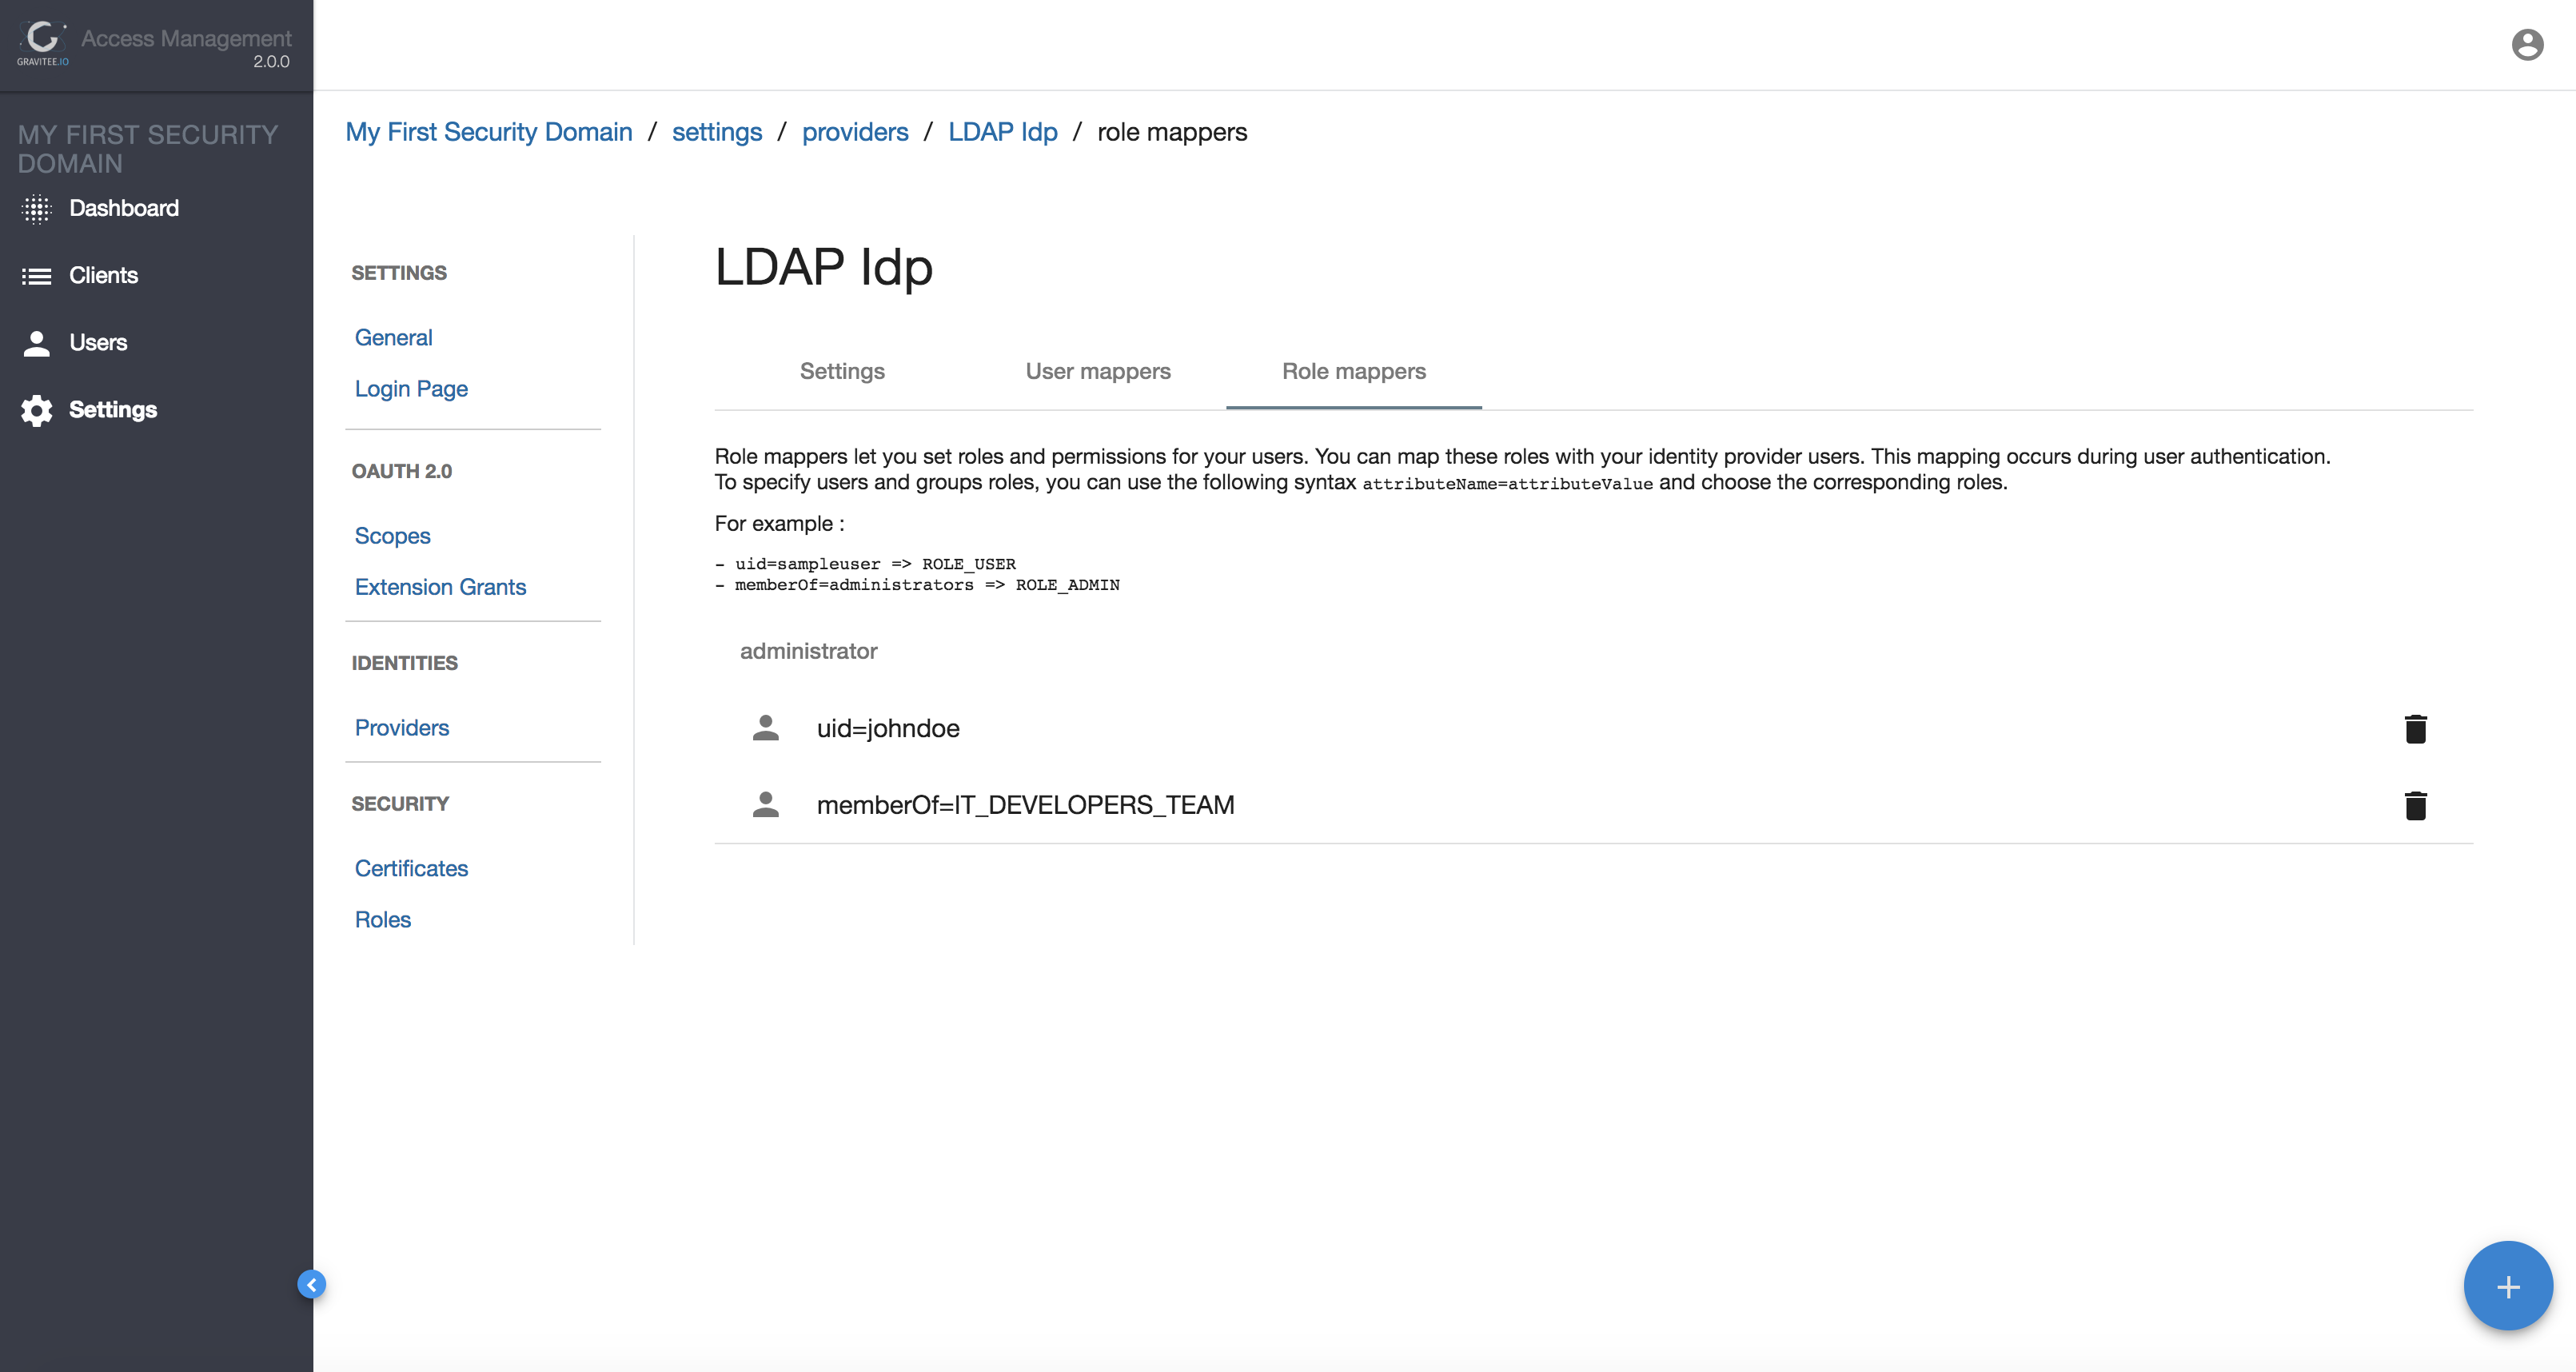 GRAVITEE.IO
Access Management
2.0.0
MY FIRST SECURITY
DOMAIN
Dashboard
Clients
Users
Settings
My First Security Domain / settings / providers / LDAP Idp / role mappers
SETTINGS
General
Login Page
OAUTH 2.0
Scopes
Extension Grants
IDENTITIES
Providers
SECURITY
Certificates
Roles
LDAP Idp
Settings User mappers Role mappers
Role mappers let you set roles and permissions for your users. You can map these roles with your identity provider users. This mapping occurs during user authentication.
To specify users and groups roles, you can use the following syntax attributeName=attributeValue and choose the corresponding roles.
For example :
- uid=sampleuser => ROLE_USER
- memberOf=administrators => ROLE_ADMIN
administrator
uid=johndoe
memberOf=IT_DEVELOPERS_TEAM